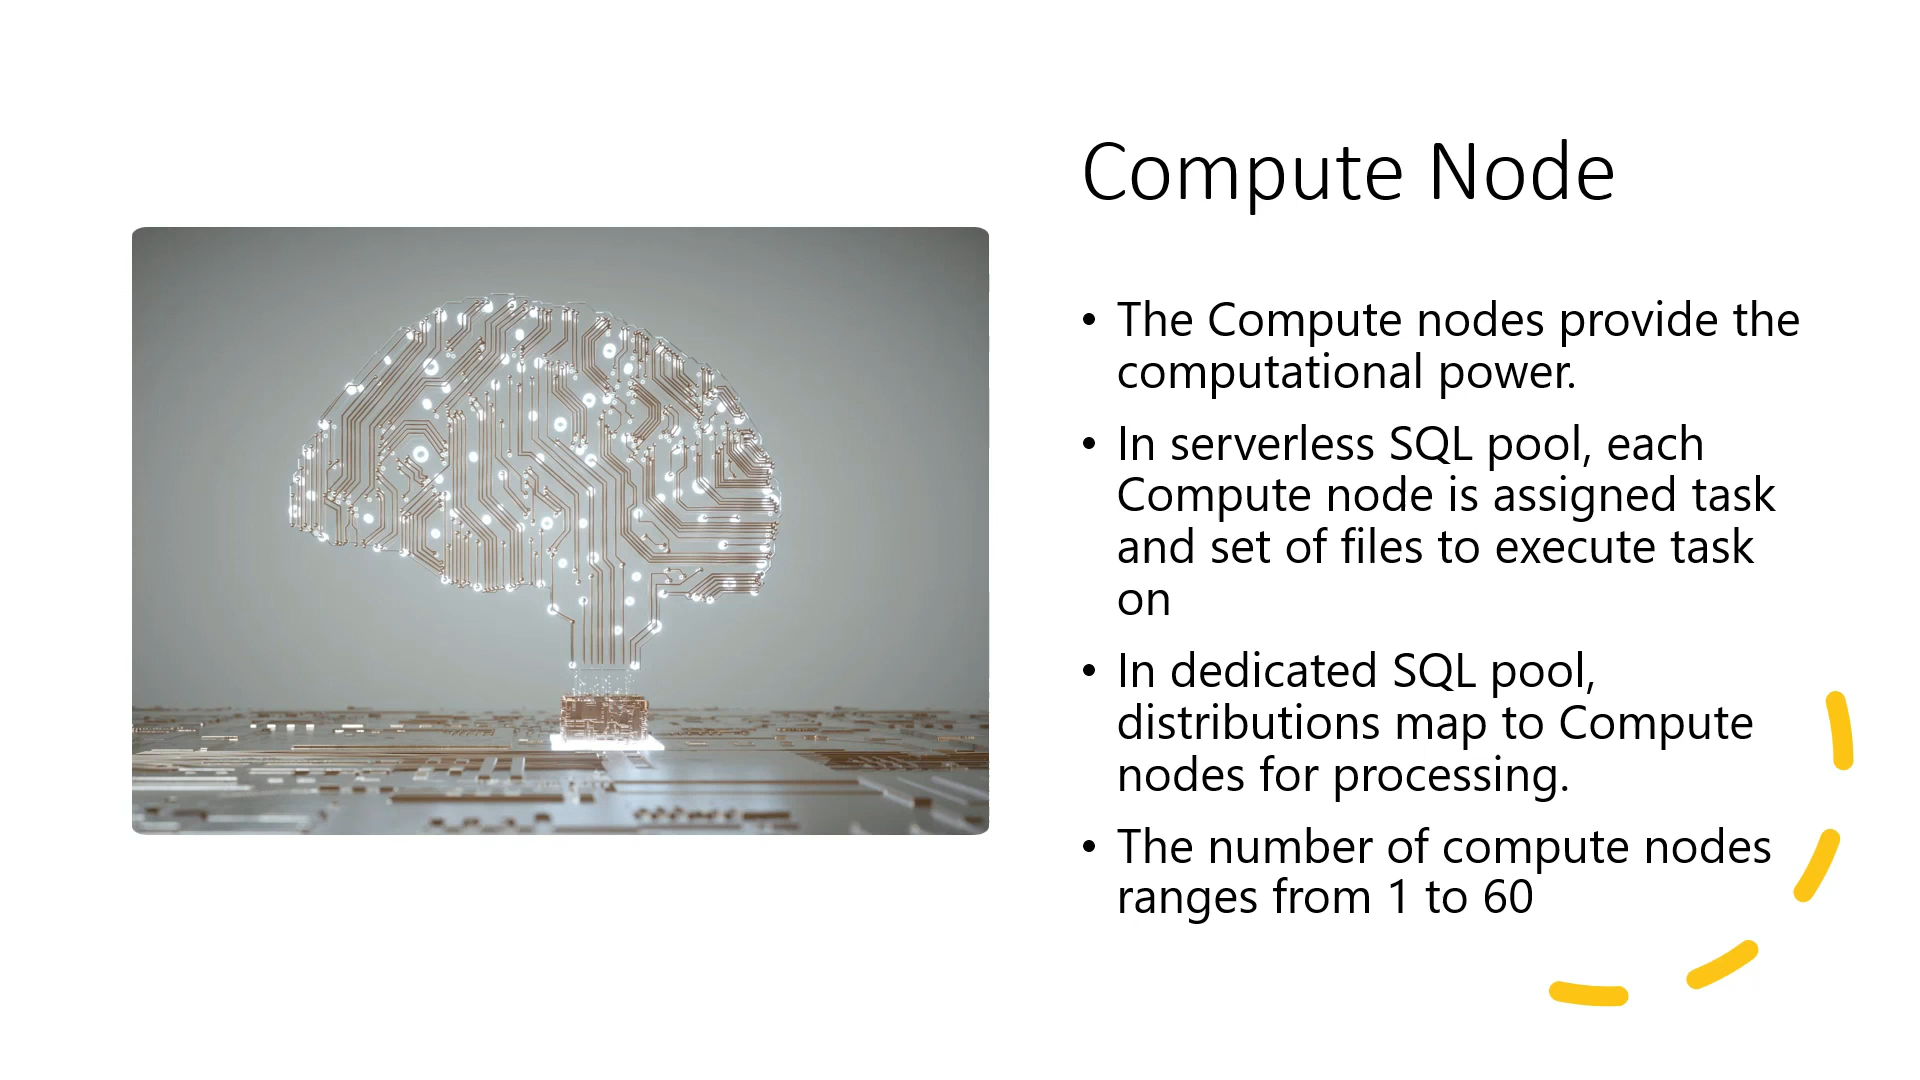 Compute Node
• The Compute nodes provide the
computational power.
• In serverless SQL pool, each
Compute node is assigned task
and set of files to execute task
on
• In dedicated SQL pool,
distributions map to Compute
nodes for processing.
• The number of compute nodes
ranges from 1 to 60